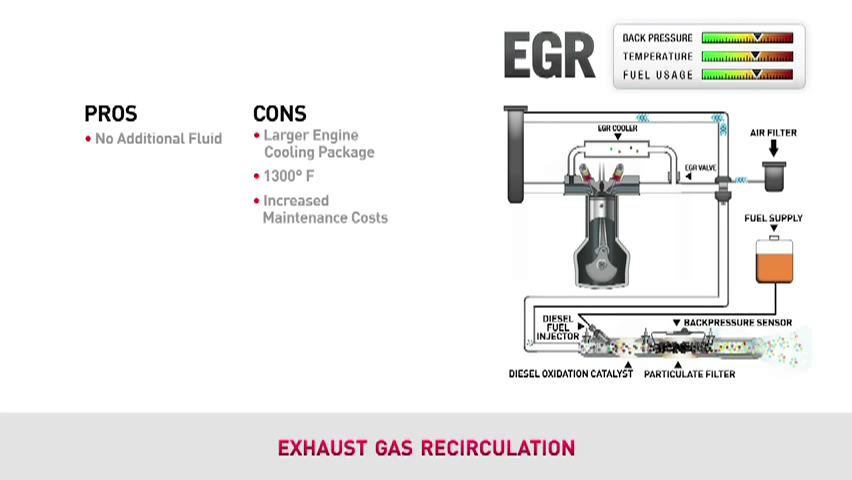 EGR
BACK PRESSURE
TEMPERATURE
FUEL USAGE
PROS
• No Additional Fluid
CONS
• Larger Engine
Cooling Package
• 1300° F
• Increased
Maintenance Costs
EGR COOLER
EGR VALVE
AIR FILTER
FUEL SUPPLY
DIESEL
FUEL
INJECTOR
BACKPRESSURE SENSOR
DIESEL OXIDATION CATALYST
PARTICULATE FILTER
EXHAUST GAS RECIRCULATION